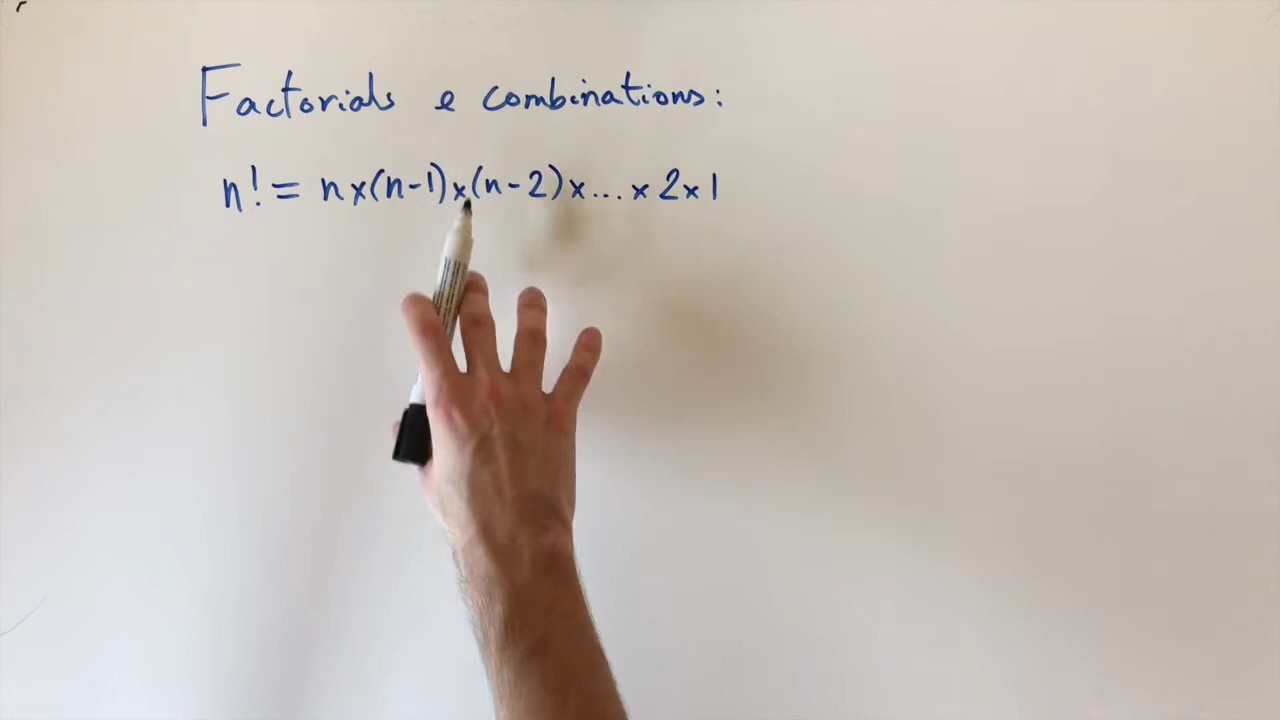 Factorials e combinations:
n! = n×(n-1)×(n-2)×...×2×1